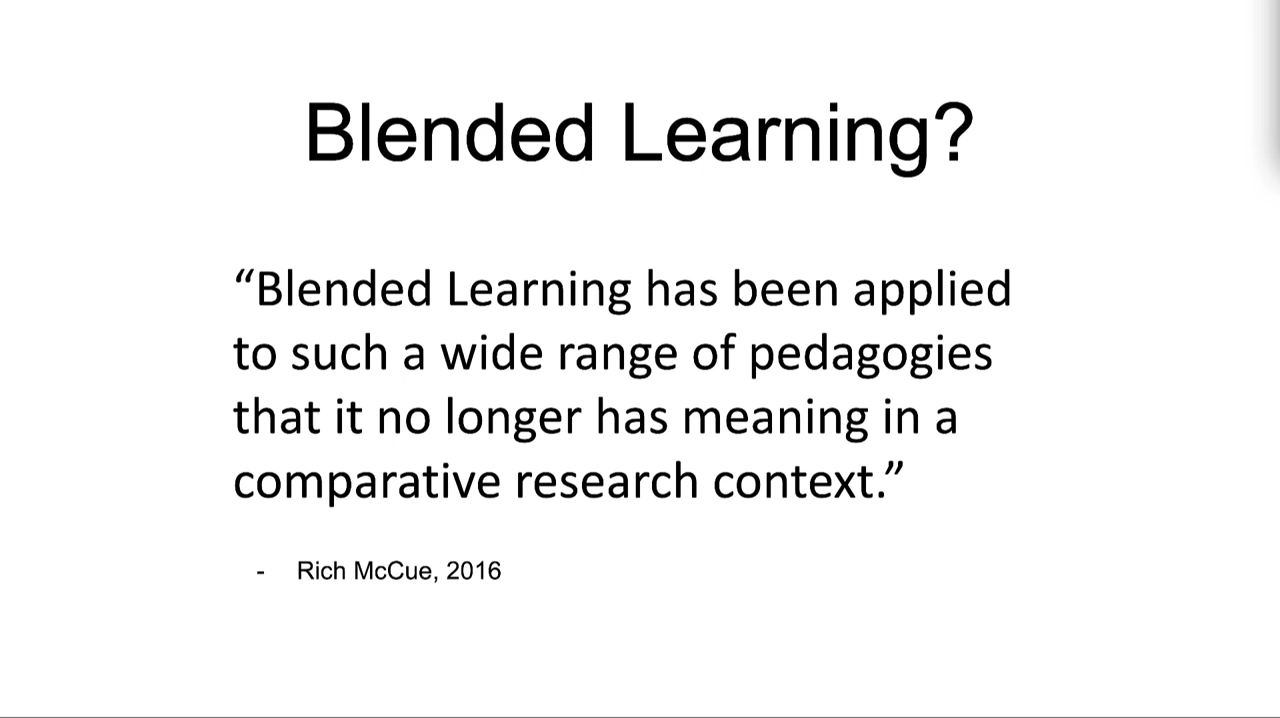 Blended Learning?
“Blended Learning has been applied
to such a wide range of pedagogies
that it no longer has meaning in a
comparative research context.”
- Rich McCue, 2016